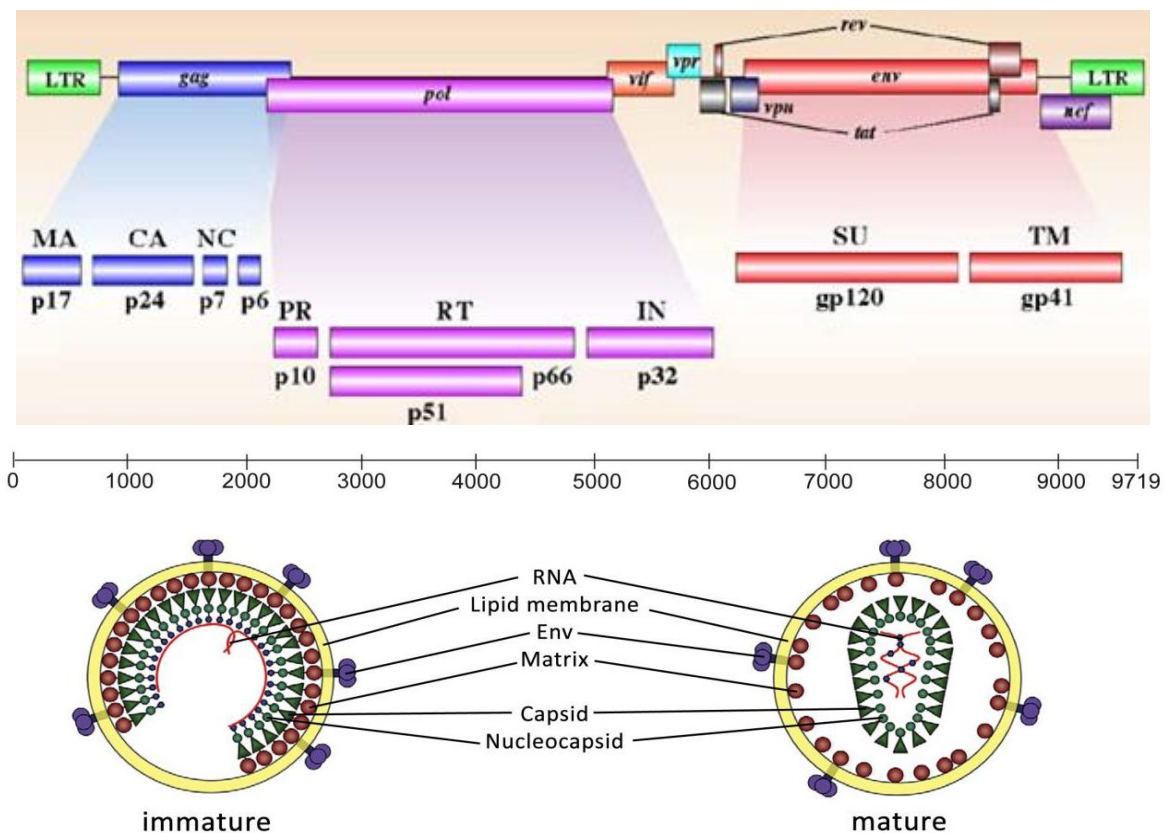 rev
LTR gag pol vif vpr vpu env tat LTR nef
MA CA NC SU TM
p17 p24 p7 p6 gp120 gp41
PR RT IN
p10 p66 p32
p51
0 1000 2000 3000 4000 5000 6000 7000 8000 9000 9719
RNA
Lipid membrane
Env
Matrix
Capsid
Nucleocapsid
immature mature